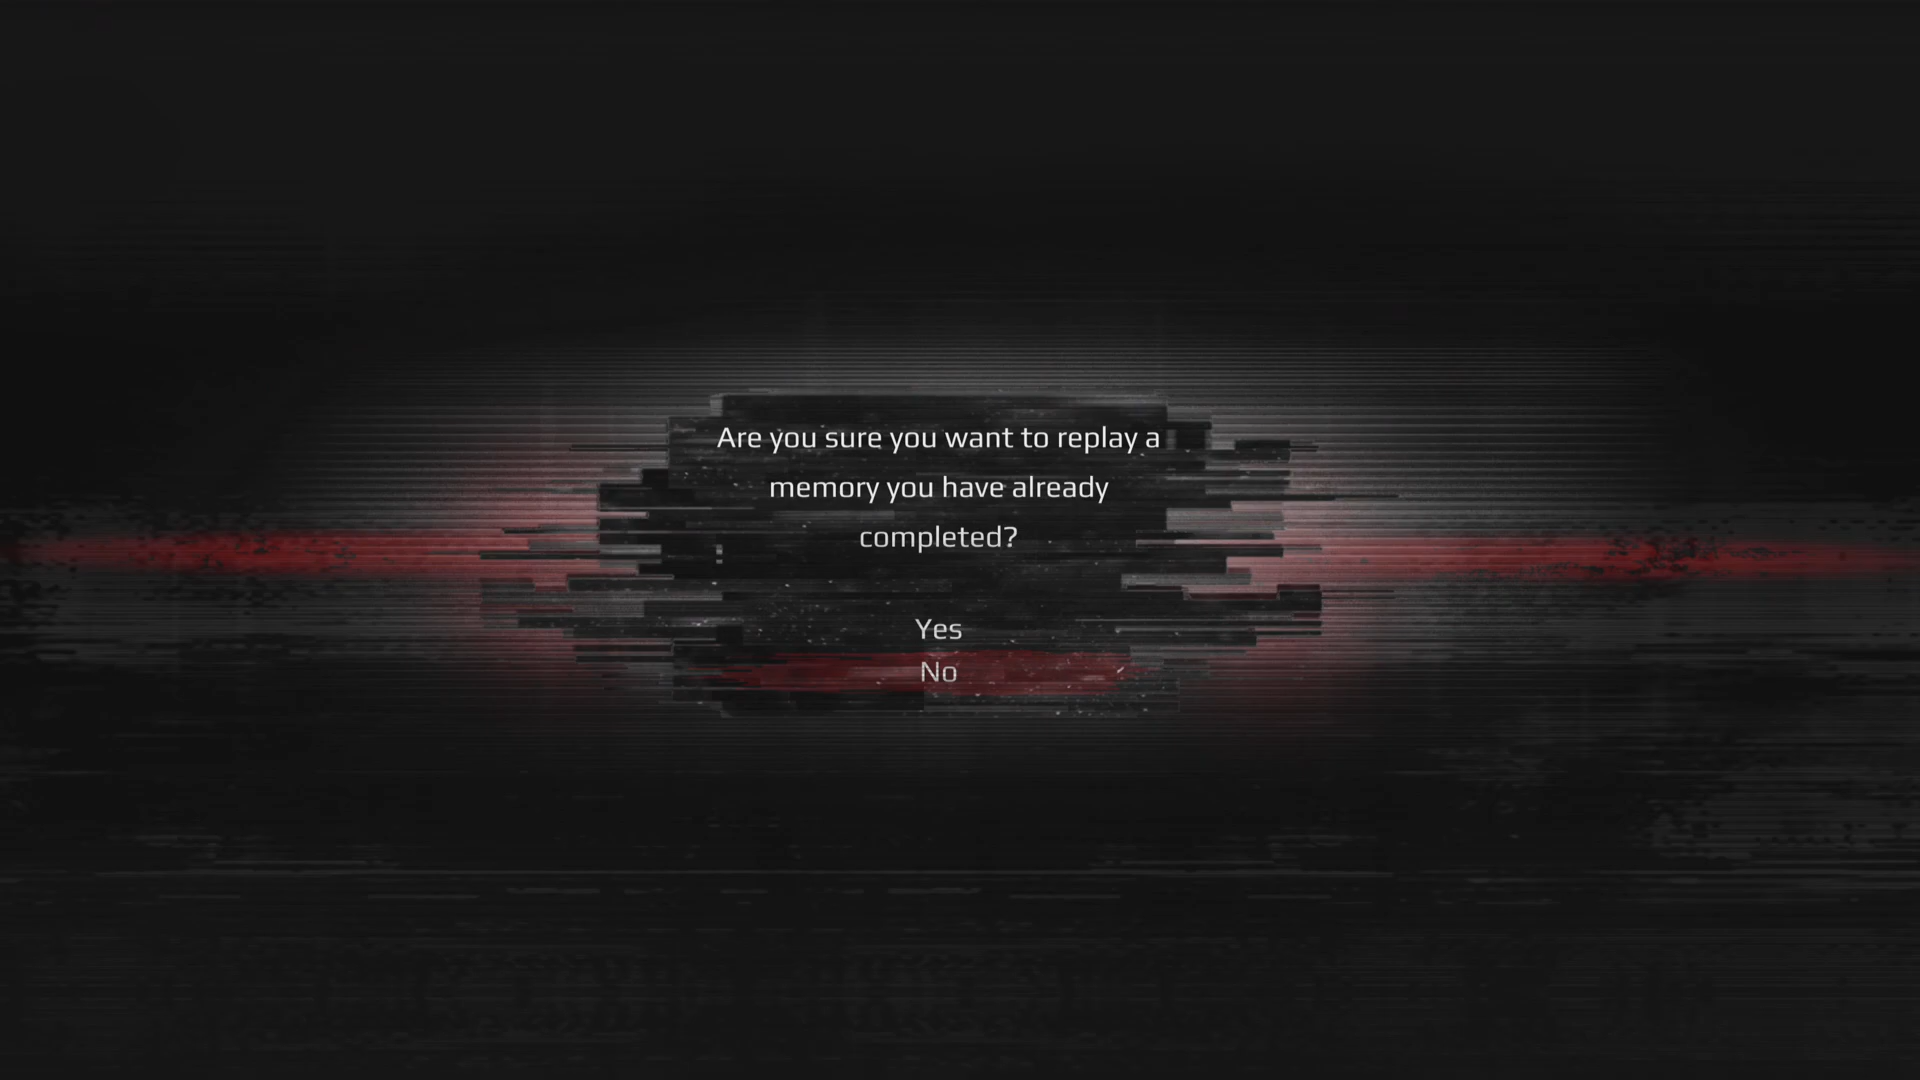 Are you sure you want to replay a
memory you have already
completed?
Yes
No